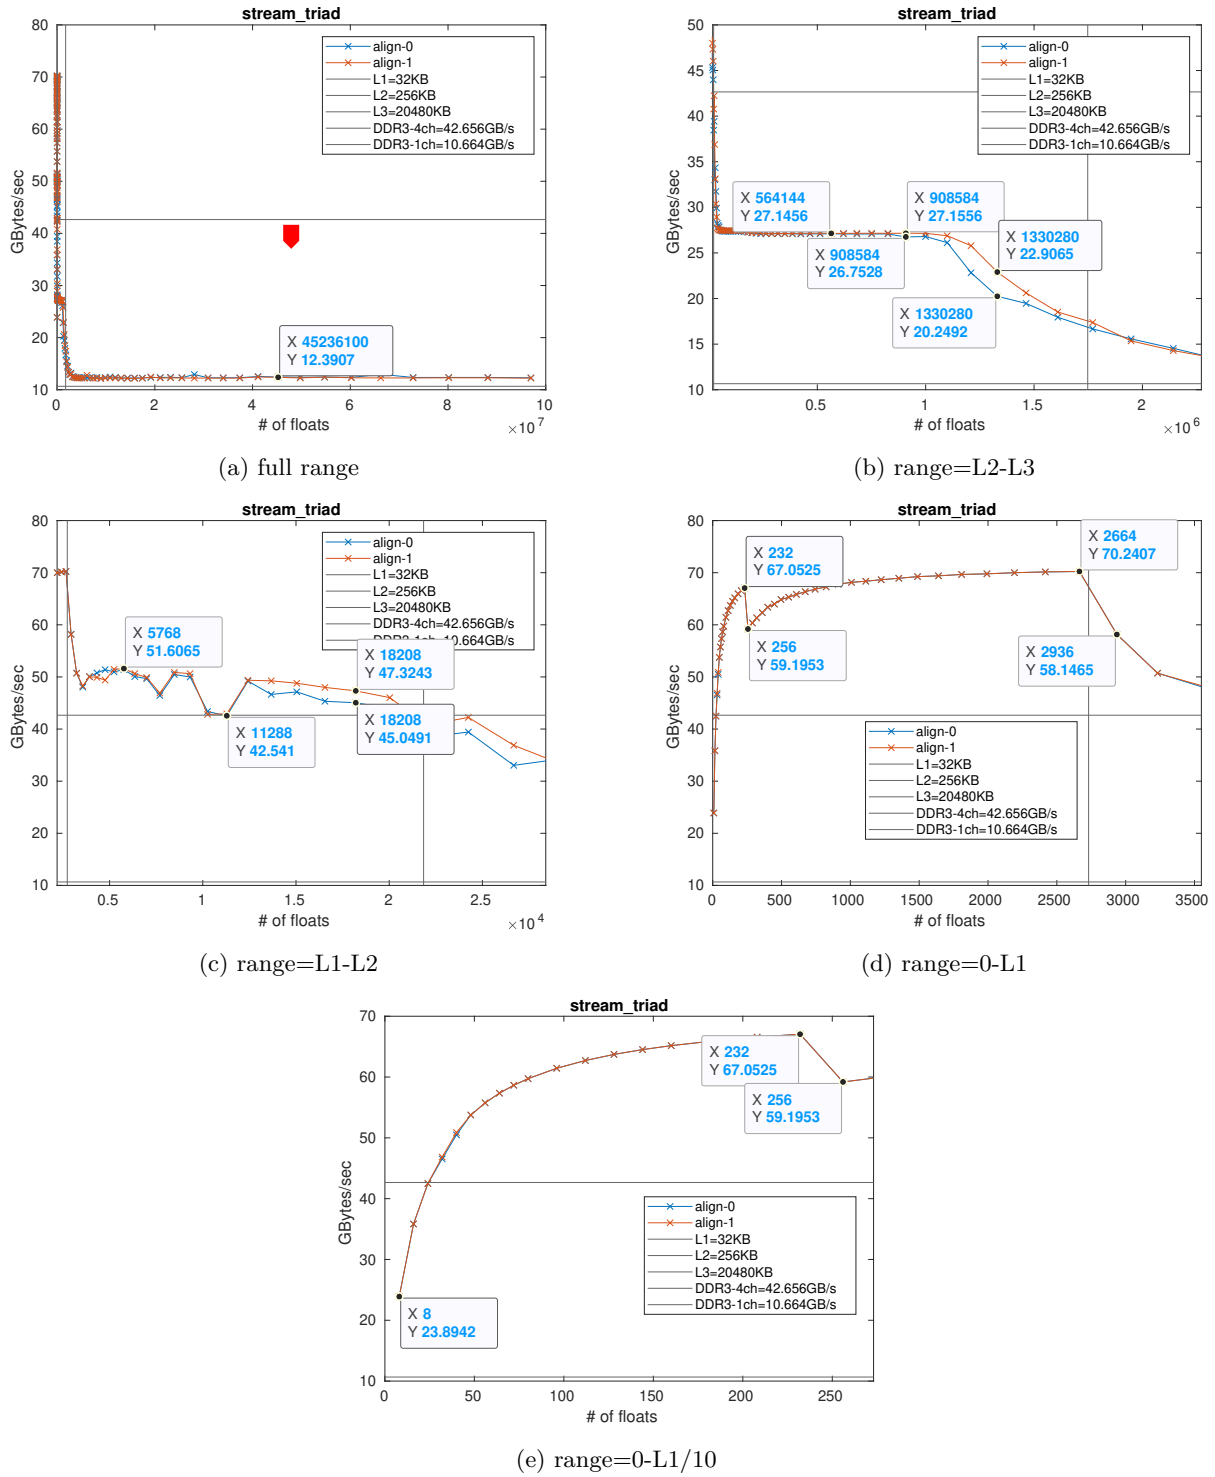 stream_triad
80
70
60
50
40
30
20
10
GBytes/sec
align-0
align-1
L1=32KB
L2=256KB
L3=20480KB
DDR3-4ch=42.656GB/s
DDR3-1ch=10.664GB/s
X 45236100
Y 12.3907
0 2 4 6 8 10
# of floats
×10^7
(a) full range
stream_triad
50
45
40
35
30
25
20
15
10
GBytes/sec
align-0
align-1
L1=32KB
L2=256KB
L3=20480KB
DDR3-4ch=42.656GB/s
DDR3-1ch=10.664GB/s
X 564144
Y 27.1456
X 908584
Y 27.1556
X 908584
Y 26.7528
X 1330280
Y 22.9065
X 1330280
Y 20.2492
0.5 1 1.5 2
# of floats
×10^6
(b) range=L2-L3
stream_triad
80
70
60
50
40
30
20
10
GBytes/sec
align-0
align-1
L1=32KB
L2=256KB
L3=20480KB
DDR3-4ch=42.656GB/s
DDR3-1ch=10.664GB/s
X 5768
Y 51.6065
X 18208
Y 47.3243
X 11288
Y 42.541
X 18208
Y 45.0491
0.5 1 1.5 2 2.5
# of floats
×10^4
(c) range=L1-L2
stream_triad
80
70
60
50
40
30
20
10
GBytes/sec
X 232
Y 67.0525
X 2664
Y 70.2407
X 256
Y 59.1953
X 2936
Y 58.1465
align-0
align-1
L1=32KB
L2=256KB
L3=20480KB
DDR3-4ch=42.656GB/s
DDR3-1ch=10.664GB/s
0 500 1000 1500 2000 2500 3000 3500
# of floats
(d) range=0-L1
stream_triad
70
60
50
40
30
20
10
GBytes/sec
X 232
Y 67.0525
X 256
Y 59.1953
align-0
align-1
L1=32KB
L2=256KB
L3=20480KB
DDR3-4ch=42.656GB/s
DDR3-1ch=10.664GB/s
X 8
Y 23.8942
0 50 100 150 200 250
# of floats
(e) range=0-L1/10